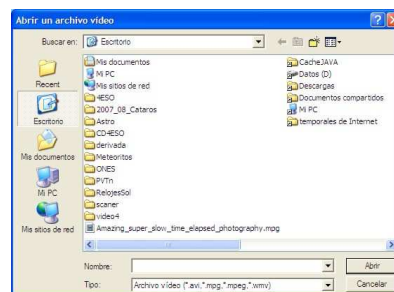 Abrir un archivo vídeo
Buscar en: Escritorio
Recent
Escritorio
Mis documentos
Mi PC
Mis sitios de red
Mis documentos
Mi PC
Mis sitios de red
4ESO
2007_08_Cataros
Astro
CD4ESO
derivada
Meteoritos
ONES
PVTn
RelojesSol
scaner
video4
Amazing_super_slow_time_elapsed_photography.mpg
CacheJAVA
Datos (D)
Descargas
Documentos compartidos
Mi PC
temporales de Internet
Nombre:
Abrir
Tipo: Archivo vídeo (*.avi,*.mpg,*.mpeg,*.wmv)
Cancelar